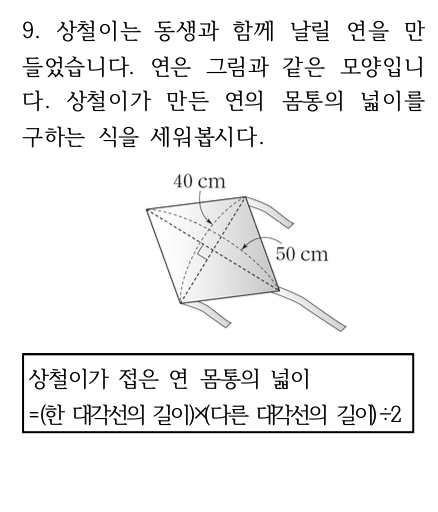 9. 상철이는 동생과 함께 날릴 연을 만
들었습니다. 연은 그림과 같은 모양입니
다. 상철이가 만든 연의 몸통의 넓이를
구하는 식을 세워봅시다.
40 cm
50 cm
상철이가 접은 연 몸통의 넓이
=(한 대각선의 길이)×(다른 대각선의 길이)÷2